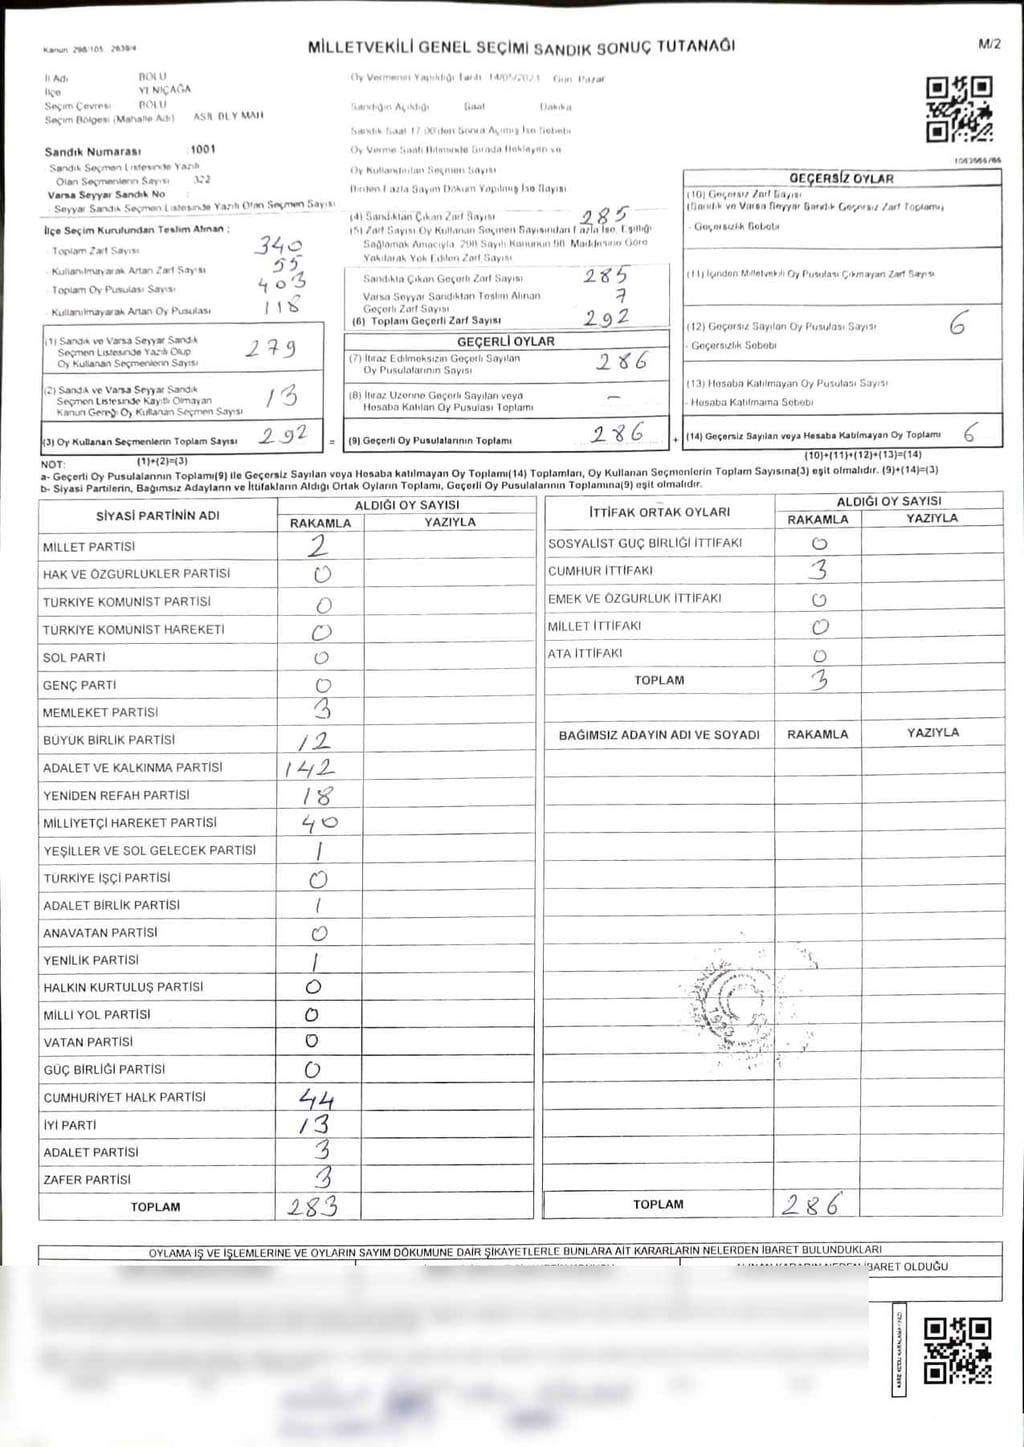 Kanun 298/105 2839/4
MİLLETVEKİLİ GENEL SEÇİMİ SANDIK SONUÇ TUTANAĞI
M/2
İl Adı BOLU
İlçe YENİÇAĞA
Seçim Çevresi BOLU
Seçim Bölgesi (Mahalle Adı)
Sandık Numarası :1001
Sandık Seçmen Listesinde Yazılı
Olan Seçmenlerin Sayısı 322
Varsa Seyyar Sandık No :
- Seyyar Sandık Seçmen Listesinde Yazılı Olan Seçmen Sayısı
İlçe Seçim Kurulundan Teslim Alınan :
- Toplam Zarf Sayısı 340
- Kullanılmayarak Artan Zarf Sayısı 55
- Toplam Oy Pusulası Sayısı 403
- Kullanılmayarak Artan Oy Pusulası 118
(1) Sandık ve Varsa Seyyar Sandık
Seçmen Listesinde Yazılı Olup
Oy Kullanan Seçmenlerin Sayısı 279
(2) Sandık ve Varsa Seyyar Sandık
Seçmen Listesinde Kayıtlı Olmayan
Kanun Gereği Oy Kullanan Seçmen Sayısı 13
(3) Oy Kullanan Seçmenlerin Toplam Sayısı 292
(1)+(2)=(3)
Oy Vermenin Yapıldığı Tarih 14/05/2023 Gün Pazar
Sandığın Açıldığı Saat Dakika
Sandık Saat 17.00'den Sonra Açılmış İse Sebebi
Oy Verme Saati Bitiminde Sırada Bekleyen ve
Oy Kullandırılan Seçmen Sayısı
Birden Fazla Sayım Döküm Yapılmış İse Sayısı
(4) Sandıktan Çıkan Zarf Sayısı 285
(5) Zarf Sayısı Oy Kullanan Seçmen Sayısından Fazla İse, Eşitliği
Sağlamak Amacıyla, 298 Sayılı Kanunun 98. Maddesine Göre
Yakılarak Yok Edilen Zarf Sayısı
Sandıkta Çıkan Geçerli Zarf Sayısı 285
Varsa Seyyar Sandıktan Teslim Alınan
Geçerli Zarf Sayısı 7
(6) Toplam Geçerli Zarf Sayısı 292
GEÇERLİ OYLAR
(7) İtiraz Edilmeksizin Geçerli Sayılan
Oy Pusulalarının Sayısı 286
(8) İtiraz Üzerine Geçerli Sayılan veya
Hesaba Katılan Oy Pusulası Toplamı –
= (9) Geçerli Oy Pusulalarının Toplamı 286
GEÇERSİZ OYLAR
(10) Geçersiz Zarf Sayısı
(Sandık ve Varsa Seyyar Sandık Geçersiz Zarf Toplamı)
- Geçersizlik Sebebi
(11) İçinden Milletvekili Oy Pusulası Çıkmayan Zarf Sayısı
(12) Geçersiz Sayılan Oy Pusulası Sayısı 6
- Geçersizlik Sebebi
(13) Hesaba Katılmayan Oy Pusulası Sayısı
- Hesaba Katılmama Sebebi
+ (14) Geçersiz Sayılan veya Hesaba Katılmayan Oy Toplamı 6
(10)+(11)+(12)+(13)=(14)
NOT:
a- Geçerli Oy Pusulalarının Toplamı(9) ile Geçersiz Sayılan veya Hesaba katılmayan Oy Toplamı(14) Toplamları, Oy Kullanan Seçmenlerin Toplam Sayısına(3) eşit olmalıdır. (9)+(14)=(3)
b- Siyasi Partilerin, Bağımsız Adayların ve İttifakların Aldığı Ortak Oyların Toplamı, Geçerli Oy Pusulalarının Toplamına(9) eşit olmalıdır.
SİYASİ PARTİNİN ADI ALDIĞI OY SAYISI
RAKAMLA YAZIYLA
MİLLET PARTİSİ 2
HAK VE ÖZGÜRLÜKLER PARTİSİ 0
TÜRKİYE KOMÜNİST PARTİSİ 0
TÜRKİYE KOMÜNİST HAREKETİ 0
SOL PARTİ 0
GENÇ PARTİ 0
MEMLEKET PARTİSİ 3
BÜYÜK BİRLİK PARTİSİ 12
ADALET VE KALKINMA PARTİSİ 142
YENİDEN REFAH PARTİSİ 18
MİLLİYETÇİ HAREKET PARTİSİ 40
YEŞİLLER VE SOL GELECEK PARTİSİ 1
TÜRKİYE İŞÇİ PARTİSİ 0
ADALET BİRLİK PARTİSİ 1
ANAVATAN PARTİSİ 0
YENİLİK PARTİSİ 1
HALKIN KURTULUŞ PARTİSİ 0
MİLLİ YOL PARTİSİ 0
VATAN PARTİSİ 0
GÜÇ BİRLİĞİ PARTİSİ 0
CUMHURİYET HALK PARTİSİ 44
İYİ PARTİ 13
ADALET PARTİSİ 3
ZAFER PARTİSİ 3
TOPLAM 283
İTTİFAK ORTAK OYLARI ALDIĞI OY SAYISI
RAKAMLA YAZIYLA
SOSYALİST GÜÇ BİRLİĞİ İTTİFAKI 0
CUMHUR İTTİFAKI 3
EMEK VE ÖZGÜRLÜK İTTİFAKI 0
MİLLET İTTİFAKI 0
ATA İTTİFAKI 0
TOPLAM 3
BAĞIMSIZ ADAYIN ADI VE SOYADI RAKAMLA YAZIYLA
TOPLAM 286
OYLAMA İŞ VE İŞLEMLERİNE VE OYLARIN SAYIM DÖKÜMÜNE DAİR ŞİKAYETLERLE BUNLARA AİT KARARLARIN NELERDEN İBARET BULUNDUKLARI
İBARET OLDUĞU